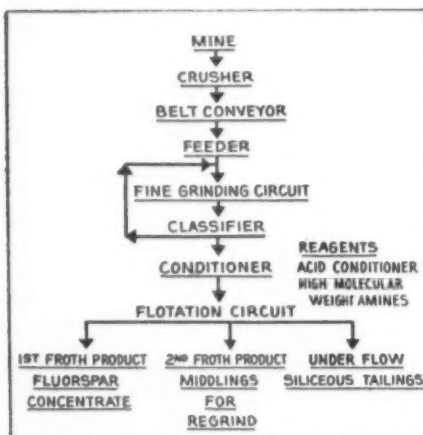 MINE
CRUSHER
BELT CONVEYOR
FEEDER
FINE GRINDING CIRCUIT
CLASSIFIER
CONDITIONER
REAGENTS
ACID CONDITIONER
HIGH MOLECULAR
WEIGHT AMINES
FLOTATION CIRCUIT
1ST FROTH PRODUCT
FLUORSPAR
CONCENTRATE
2ND FROTH PRODUCT
MIDDLINGS
FOR
REGRIND
UNDER FLOW
SILICEOUS TAILINGS